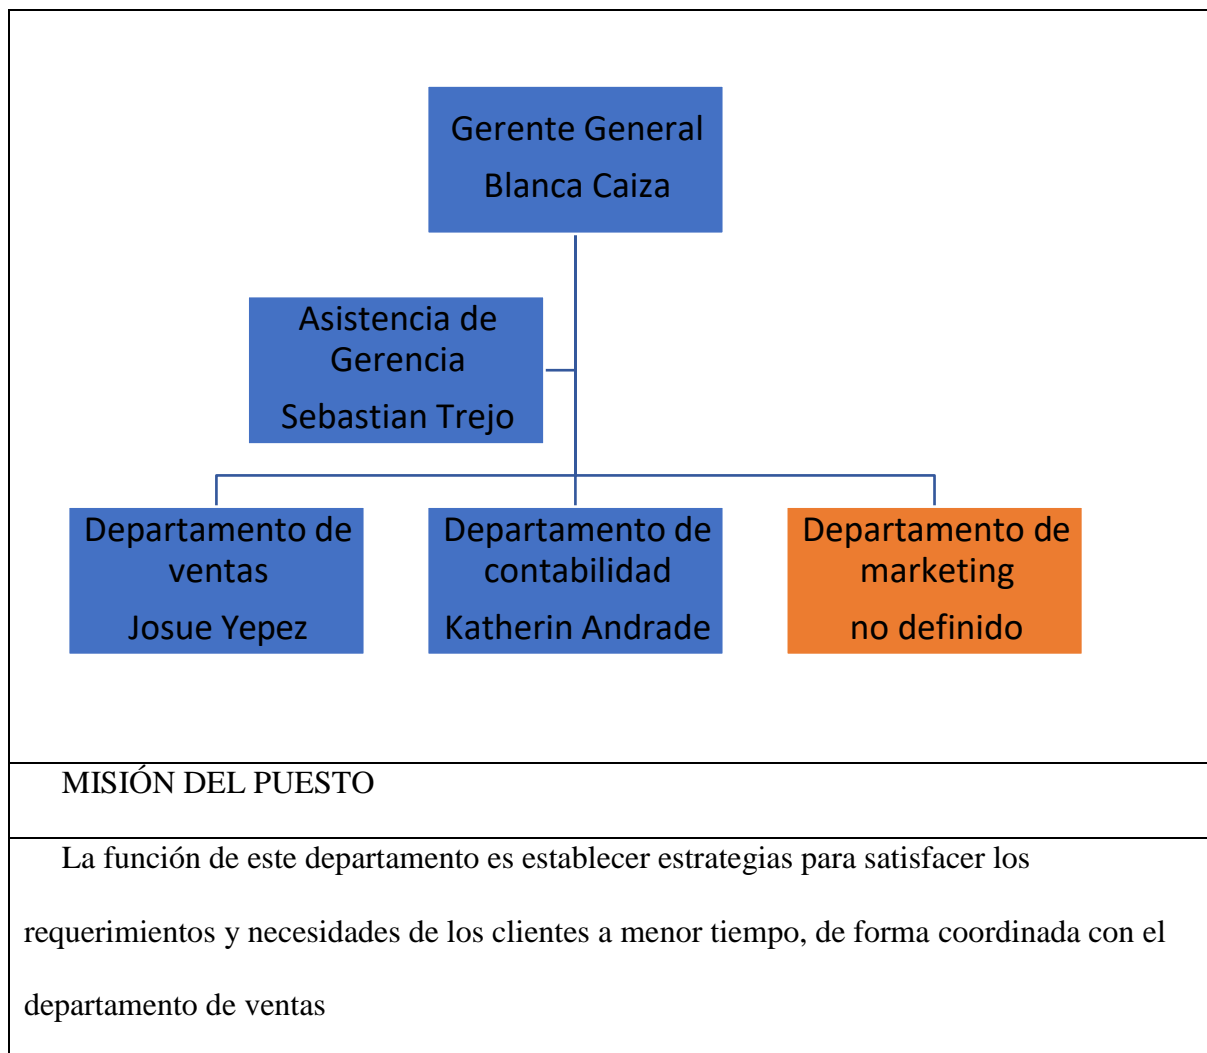 Gerente General
Blanca Caiza
Asistencia de
Gerencia
Sebastian Trejo
Departamento de
ventas
Josue Yepez
Departamento de
contabilidad
Katherin Andrade
Departamento de
marketing
no definido
MISIÓN DEL PUESTO
La función de este departamento es establecer estrategias para satisfacer los
requerimientos y necesidades de los clientes a menor tiempo, de forma coordinada con el
departamento de ventas